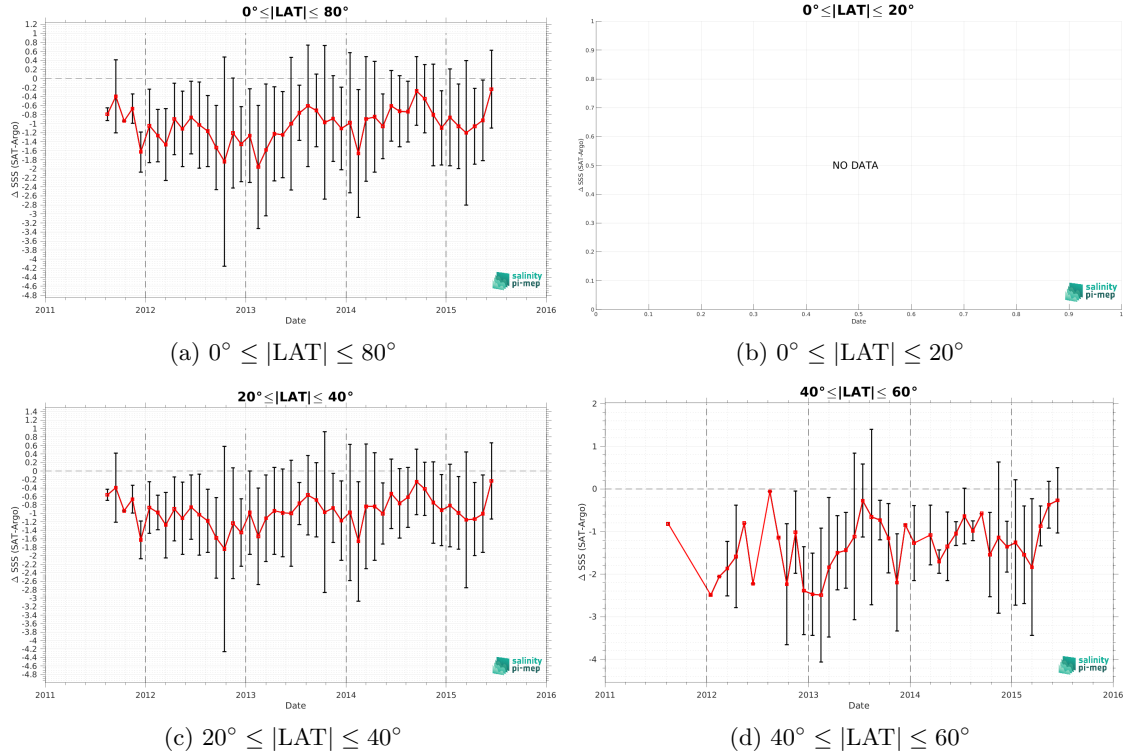 0°≤|LAT|≤ 80°
1.2
1
0.8
0.6
0.4
0.2
0
-0.2
-0.4
-0.6
-0.8
-1
-1.2
-1.4
-1.6
-1.8
-2
-2.2
-2.4
-2.6
-2.8
-3
-3.2
-3.4
-3.6
-3.8
-4
-4.2
-4.4
-4.6
-4.8
Δ SSS (SAT-Argo)
2011 2012 2013 2014 2015 2016
Date
salinity
pi-mep
(a) 0° ≤ |LAT| ≤ 80°
0°≤|LAT|≤ 20°
1
0.9
0.8
0.7
0.6
0.5
0.4
0.3
0.2
0.1
0
Δ SSS (SAT-Argo)
NO DATA
0 0.1 0.2 0.3 0.4 0.5 0.6 0.7 0.8 0.9 1
Date
salinity
pi-mep
(b) 0° ≤ |LAT| ≤ 20°
20°≤|LAT|≤ 40°
1.4
1.2
1
0.8
0.6
0.4
0.2
0
-0.2
-0.4
-0.6
-0.8
-1
-1.2
-1.4
-1.6
-1.8
-2
-2.2
-2.4
-2.6
-2.8
-3
-3.2
-3.4
-3.6
-3.8
-4
-4.2
-4.4
-4.6
-4.8
Δ SSS (SAT-Argo)
2011 2012 2013 2014 2015 2016
Date
salinity
pi-mep
(c) 20° ≤ |LAT| ≤ 40°
40°≤|LAT|≤ 60°
2
1
0
-1
-2
-3
-4
Δ SSS (SAT-Argo)
2011 2012 2013 2014 2015 2016
Date
salinity
pi-mep
(d) 40° ≤ |LAT| ≤ 60°